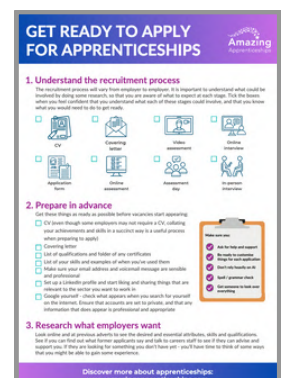 GET READY TO APPLY
FOR APPRENTICESHIPS
Amazing
Apprenticeships
1. Understand the recruitment process
The recruitment process will vary from employer to employer. It is important to understand what could be
involved by doing some research, so that you are aware of what to expect at each stage. Tick the boxes
when you feel confident that you understand what each of these stages could involve, and that you know
what you would need to do to get ready.
CV
Covering
letter
Video
assessment
Online
interview
Application
form
Online
assessment
Assessment
day
In-person
interview
2. Prepare in advance
Get these things as ready as possible before vacancies start appearing:
CV (even though some employers may not require a CV, collating
your achievements and skills in a succinct way is a useful process
when preparing to apply)
Covering letter
List of qualifications and folder of any certificates
List of your skills and examples of when you've used them
Make sure your email address and voicemail message are sensible
and professional
Set up a LinkedIn profile and start liking and sharing things that are
relevant to the sector you want to work in
Google yourself - check what appears when you search for yourself
on the internet. Ensure that accounts are set to private, and that any
information that does appear is professional and appropriate
Make sure you:
Ask for help and support
Be ready to customise
things for each application
Don't rely heavily on AI
Spell / grammar check
Get someone to look over
everything
3. Research what employers want
Look online and at previous adverts to see the desired and essential attributes, skills and qualifications.
See if you can find out what former applicants say and talk to careers staff to see if they can advise and
support you. If they are looking for something you don't have yet - you'll have time to think of some ways
that you might be able to gain some experience.
Discover more about apprenticeships: